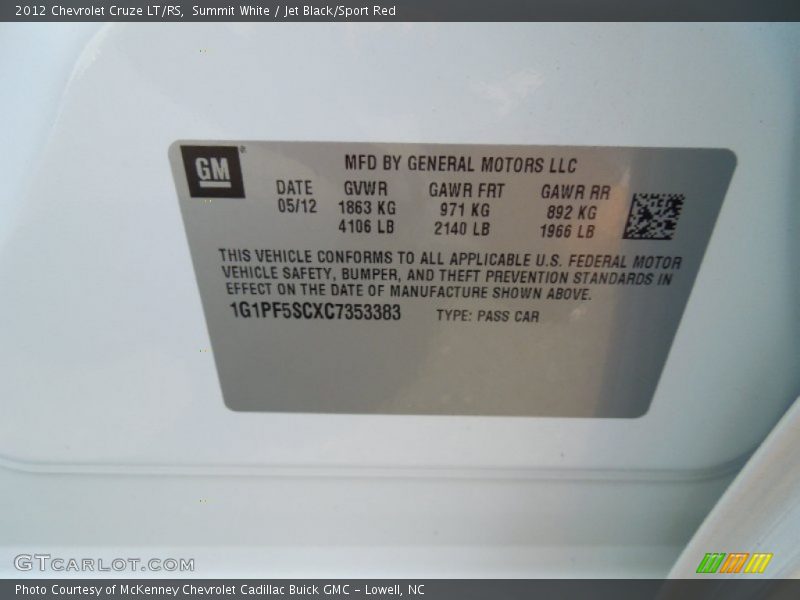 2012 Chevrolet Cruze LT/RS, Summit White / Jet Black/Sport Red
GM
MFD BY GENERAL MOTORS LLC
DATE GVWR GAWR FRT GAWR RR
05/12 1863 KG 971 KG 892 KG
4106 LB 2140 LB 1966 LB
THIS VEHICLE CONFORMS TO ALL APPLICABLE U.S. FEDERAL MOTOR
VEHICLE SAFETY, BUMPER, AND THEFT PREVENTION STANDARDS IN
EFFECT ON THE DATE OF MANUFACTURE SHOWN ABOVE.
1G1PF5SCXC7353383 TYPE: PASS CAR
GTcarlot.com
Photo Courtesy of McKenney Chevrolet Cadillac Buick GMC - Lowell, NC